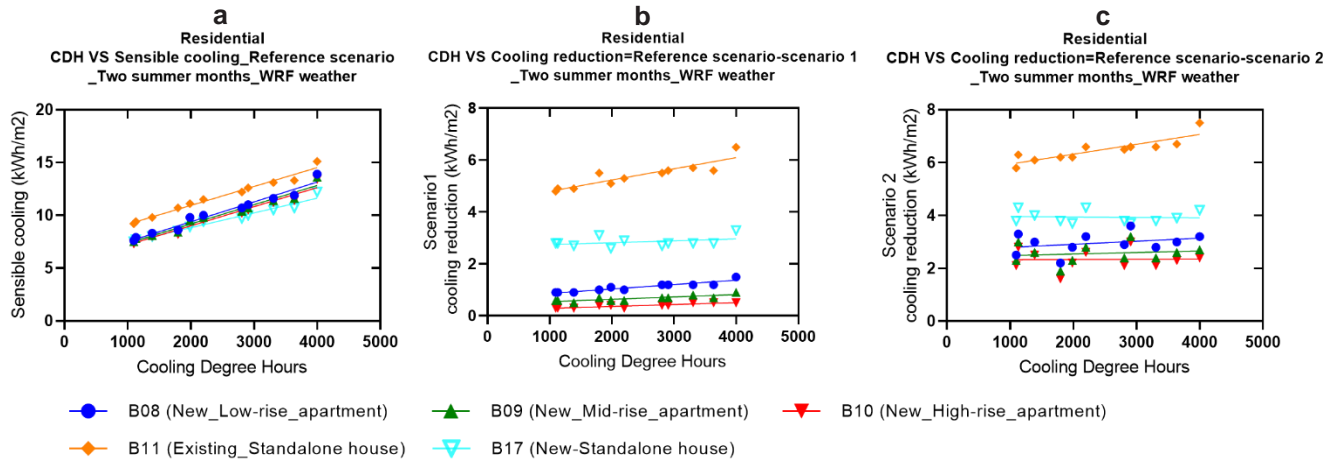 a
Residential
CDH VS Sensible cooling_Reference scenario
_Two summer months_WRF weather
Sensible cooling (kWh/m2)
20
15
10
5
0
0 1000 2000 3000 4000 5000
Cooling Degree Hours
b
Residential
CDH VS Cooling reduction=Reference scenario-scenario 1
_Two summer months_WRF weather
Scenario1
cooling reduction (kWh/m2)
8
6
4
2
0
0 1000 2000 3000 4000 5000
Cooling Degree Hours
c
Residential
CDH VS Cooling reduction=Reference scenario-scenario 2
_Two summer months_WRF weather
Scenario 2
cooling reduction (kWh/m2)
8
6
4
2
0
0 1000 2000 3000 4000 5000
Cooling Degree Hours
B08 (New_Low-rise_apartment)
B09 (New_Mid-rise_apartment)
B10 (New_High-rise_apartment)
B11 (Existing_Standalone house)
B17 (New-Standalone house)